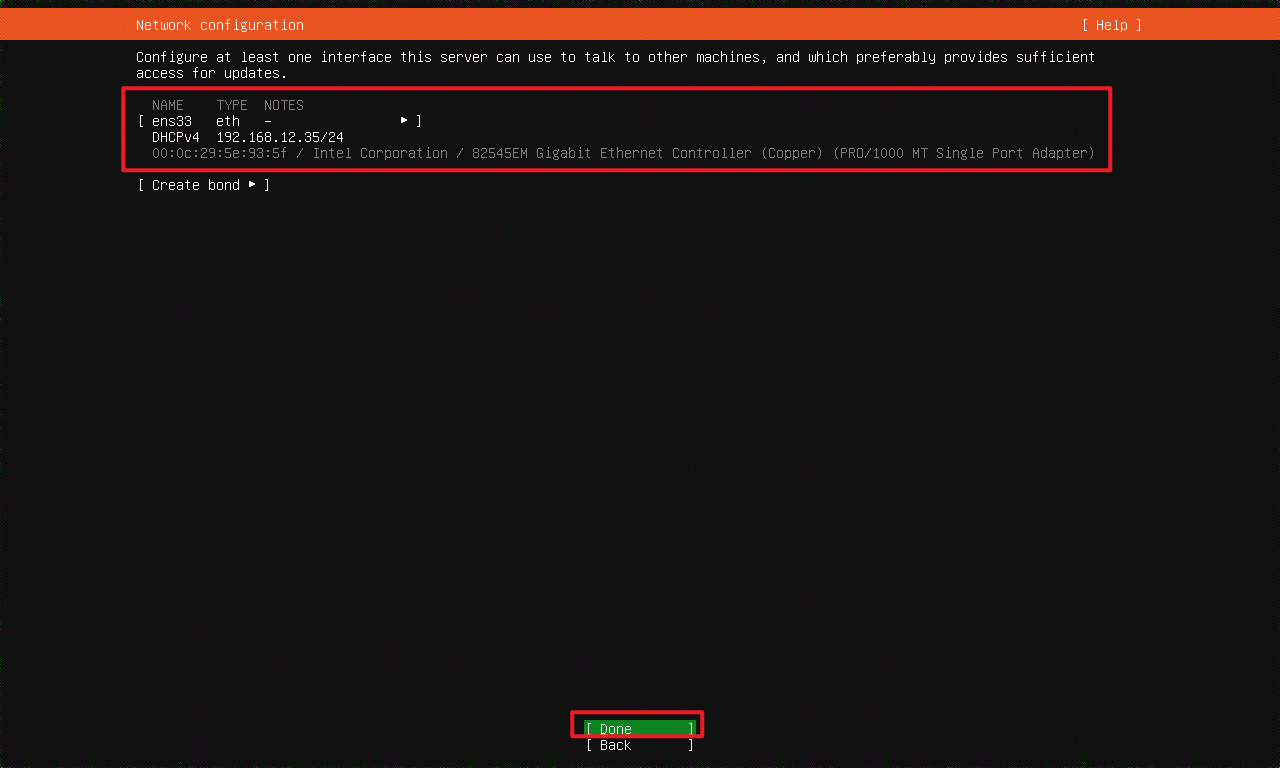 Network configuration [ Help ]
Configure at least one interface this server can use to talk to other machines, and which preferably provides sufficient
access for updates.
NAME TYPE NOTES
[ ens33 eth – ▸ ]
DHCPv4 192.168.12.35/24
00:0c:29:5e:93:5f / Intel Corporation / 82545EM Gigabit Ethernet Controller (Copper) (PRO/1000 MT Single Port Adapter)
[ Create bond ▸ ]
[ Done ]
[ Back ]